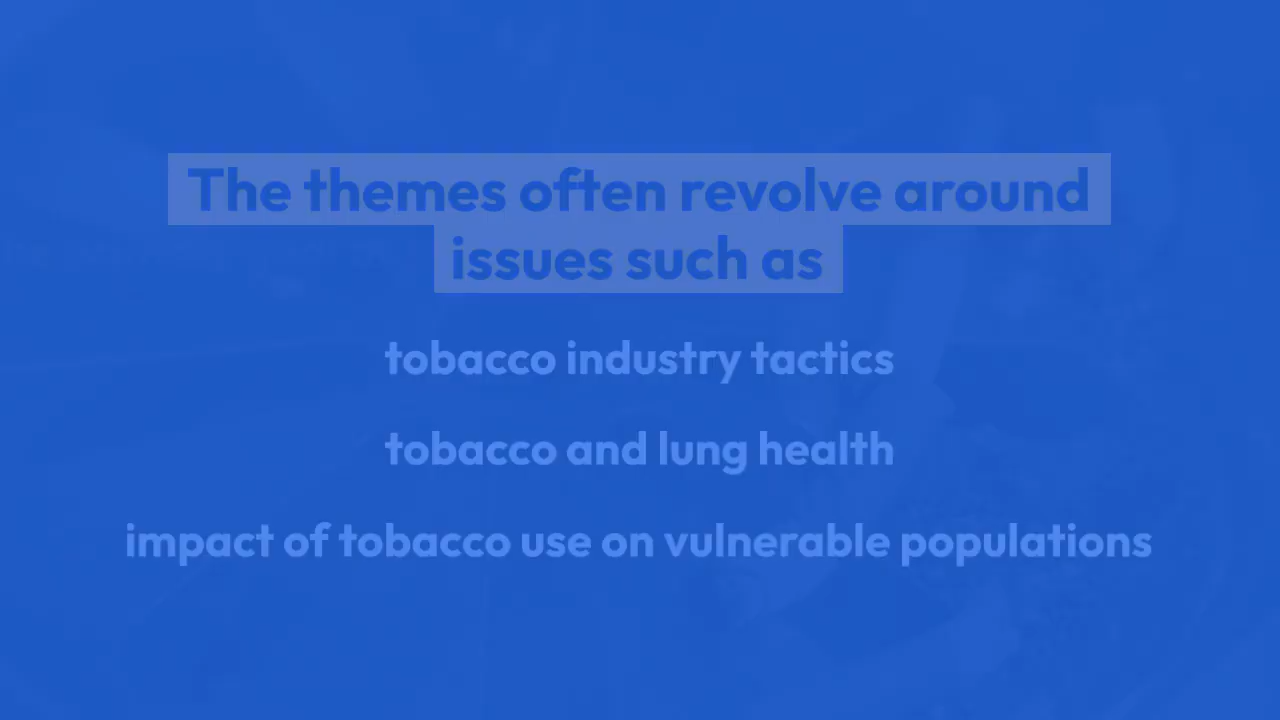 The themes often revolve around
issues such as
tobacco industry tactics
tobacco and lung health
impact of tobacco use on vulnerable populations